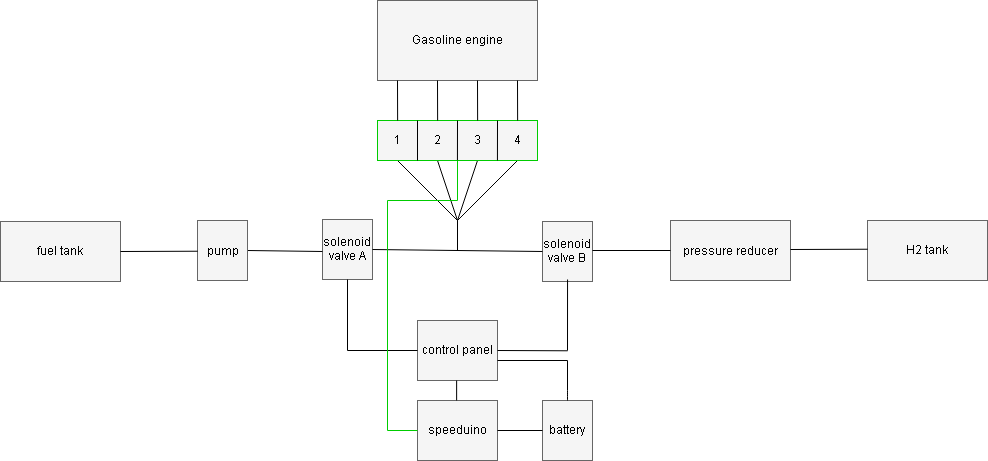 Gasoline engine
1
2
3
4
fuel tank
pump
solenoid
valve A
solenoid
valve B
pressure reducer
H2 tank
control panel
speeduino
battery